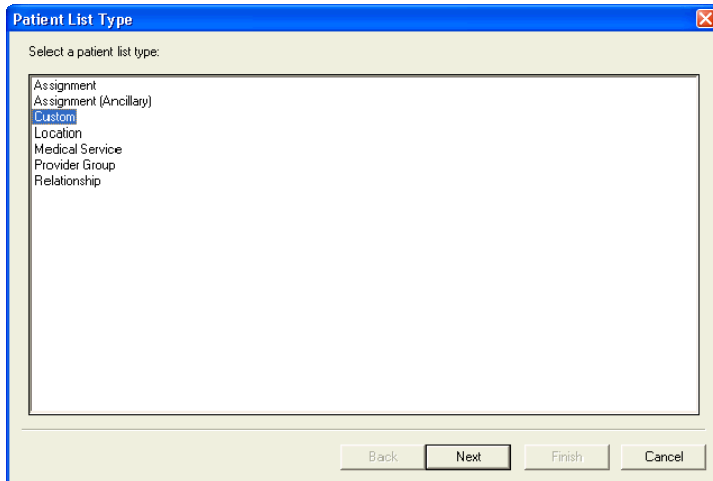 Patient List Type
Select a patient list type:
Assignment
Assignment (Ancillary)
Custom
Location
Medical Service
Provider Group
Relationship
Back Next Finish Cancel